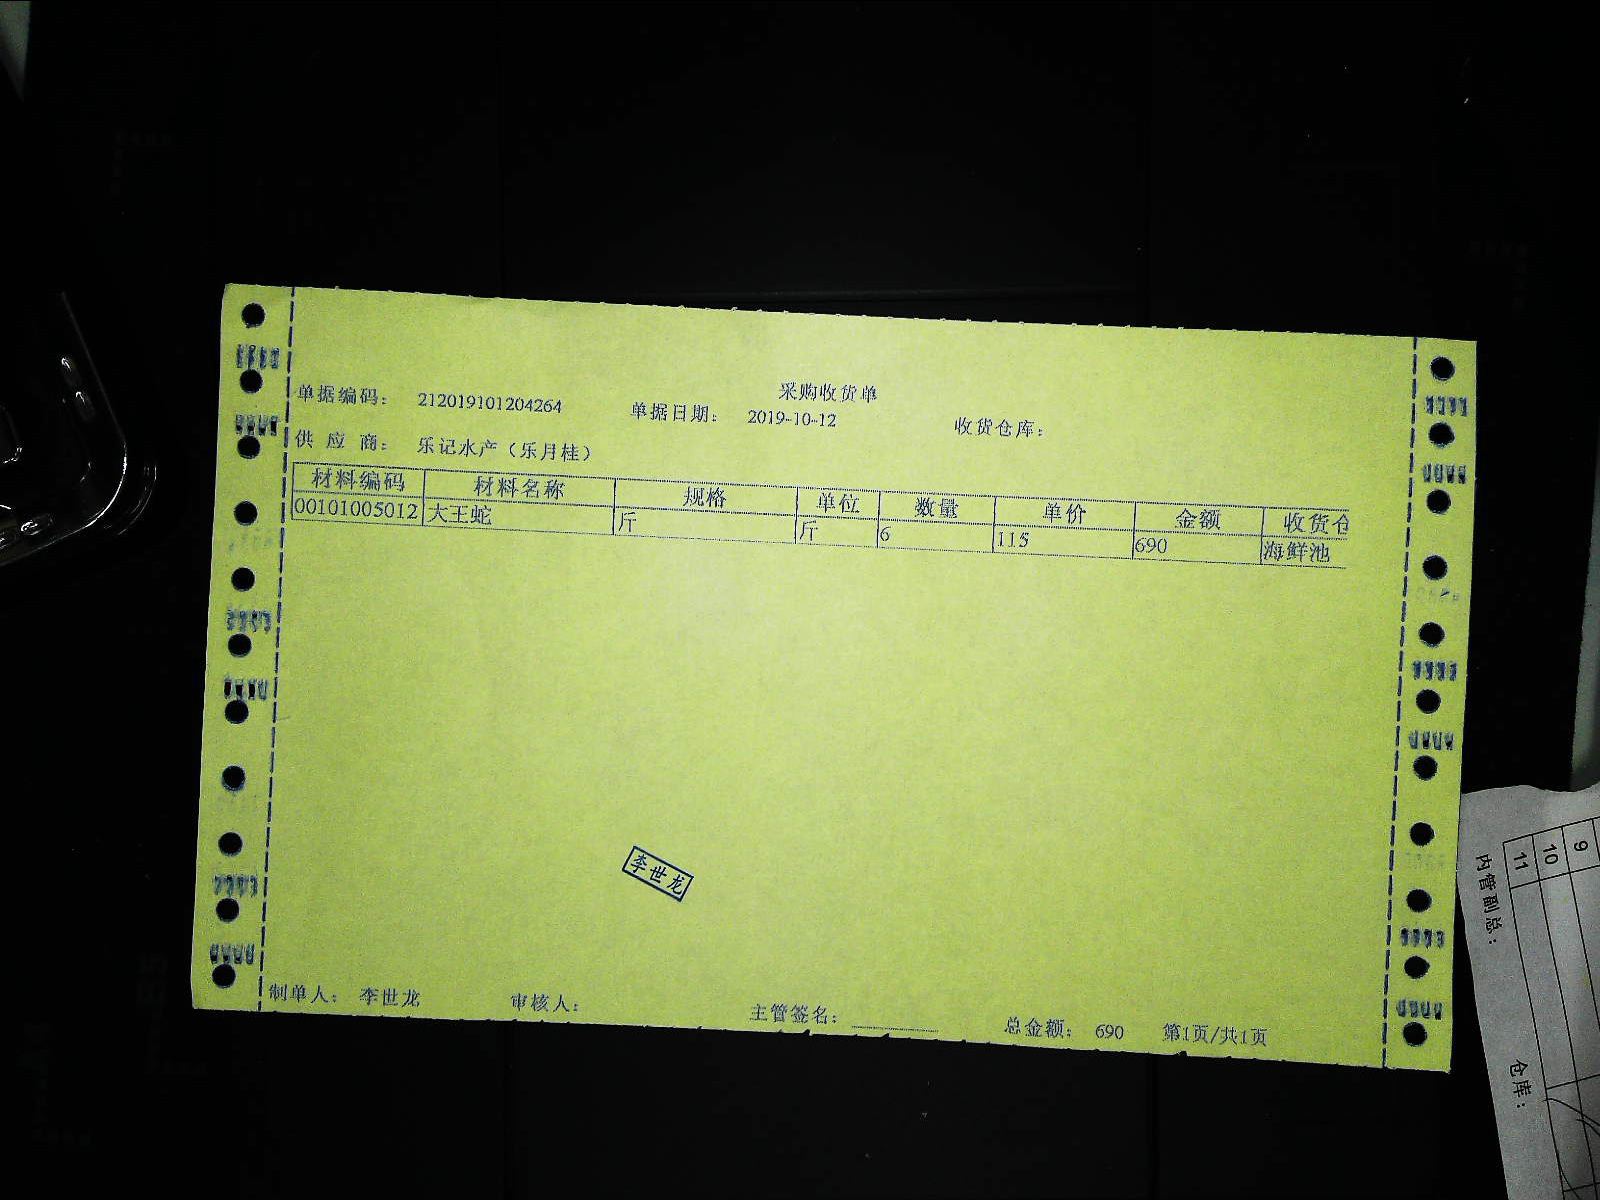 采购收货单
单据编码： 212019101204264 单据日期： 2019-10-12 收货仓库：
供 应 商： 乐记水产（乐月桂）
材料编码 材料名称 规格 单位 数量 单价 金额 收货仓
00101005012 大王蛇 斤 斤 6 115 690 海鲜池
李世龙
制单人： 李世龙 审核人： 主管签名： 总金额： 690 第1页/共1页
9
10
11
内管副总：
仓库：